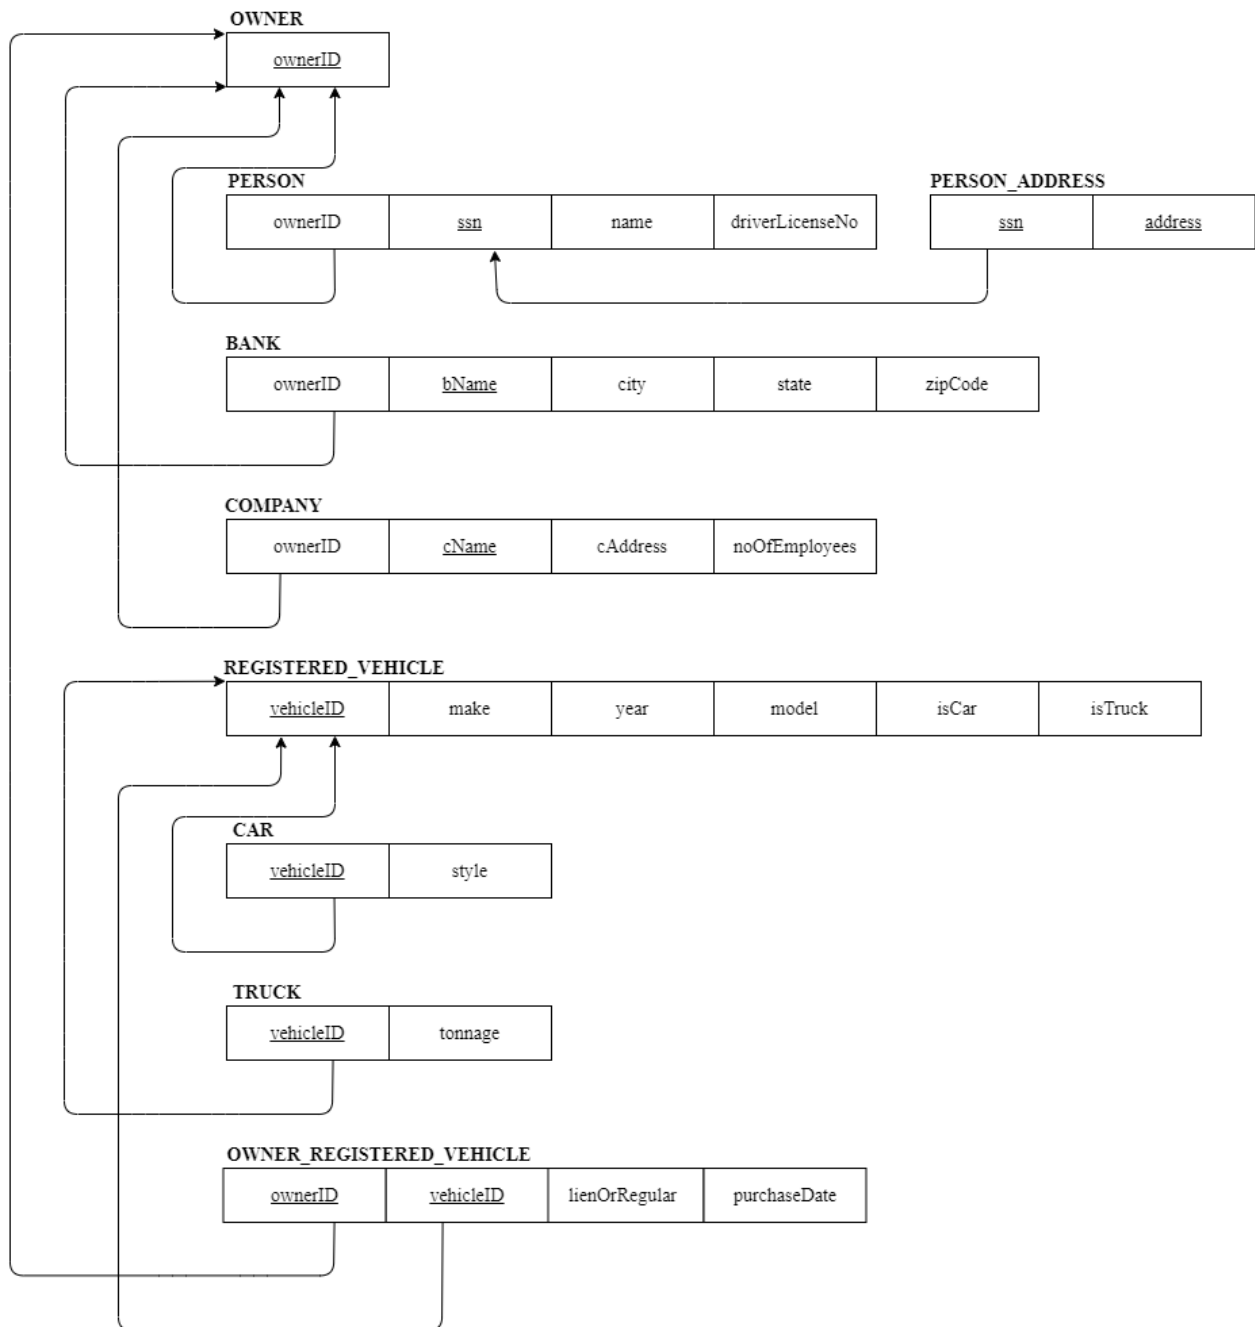 OWNER
ownerID
PERSON
ownerID ssn name driverLicenseNo
PERSON_ADDRESS
ssn address
BANK
ownerID bName city state zipCode
COMPANY
ownerID cName cAddress noOfEmployees
REGISTERED_VEHICLE
vehicleID make year model isCar isTruck
CAR
vehicleID style
TRUCK
vehicleID tonnage
OWNER_REGISTERED_VEHICLE
ownerID vehicleID lienOrRegular purchaseDate